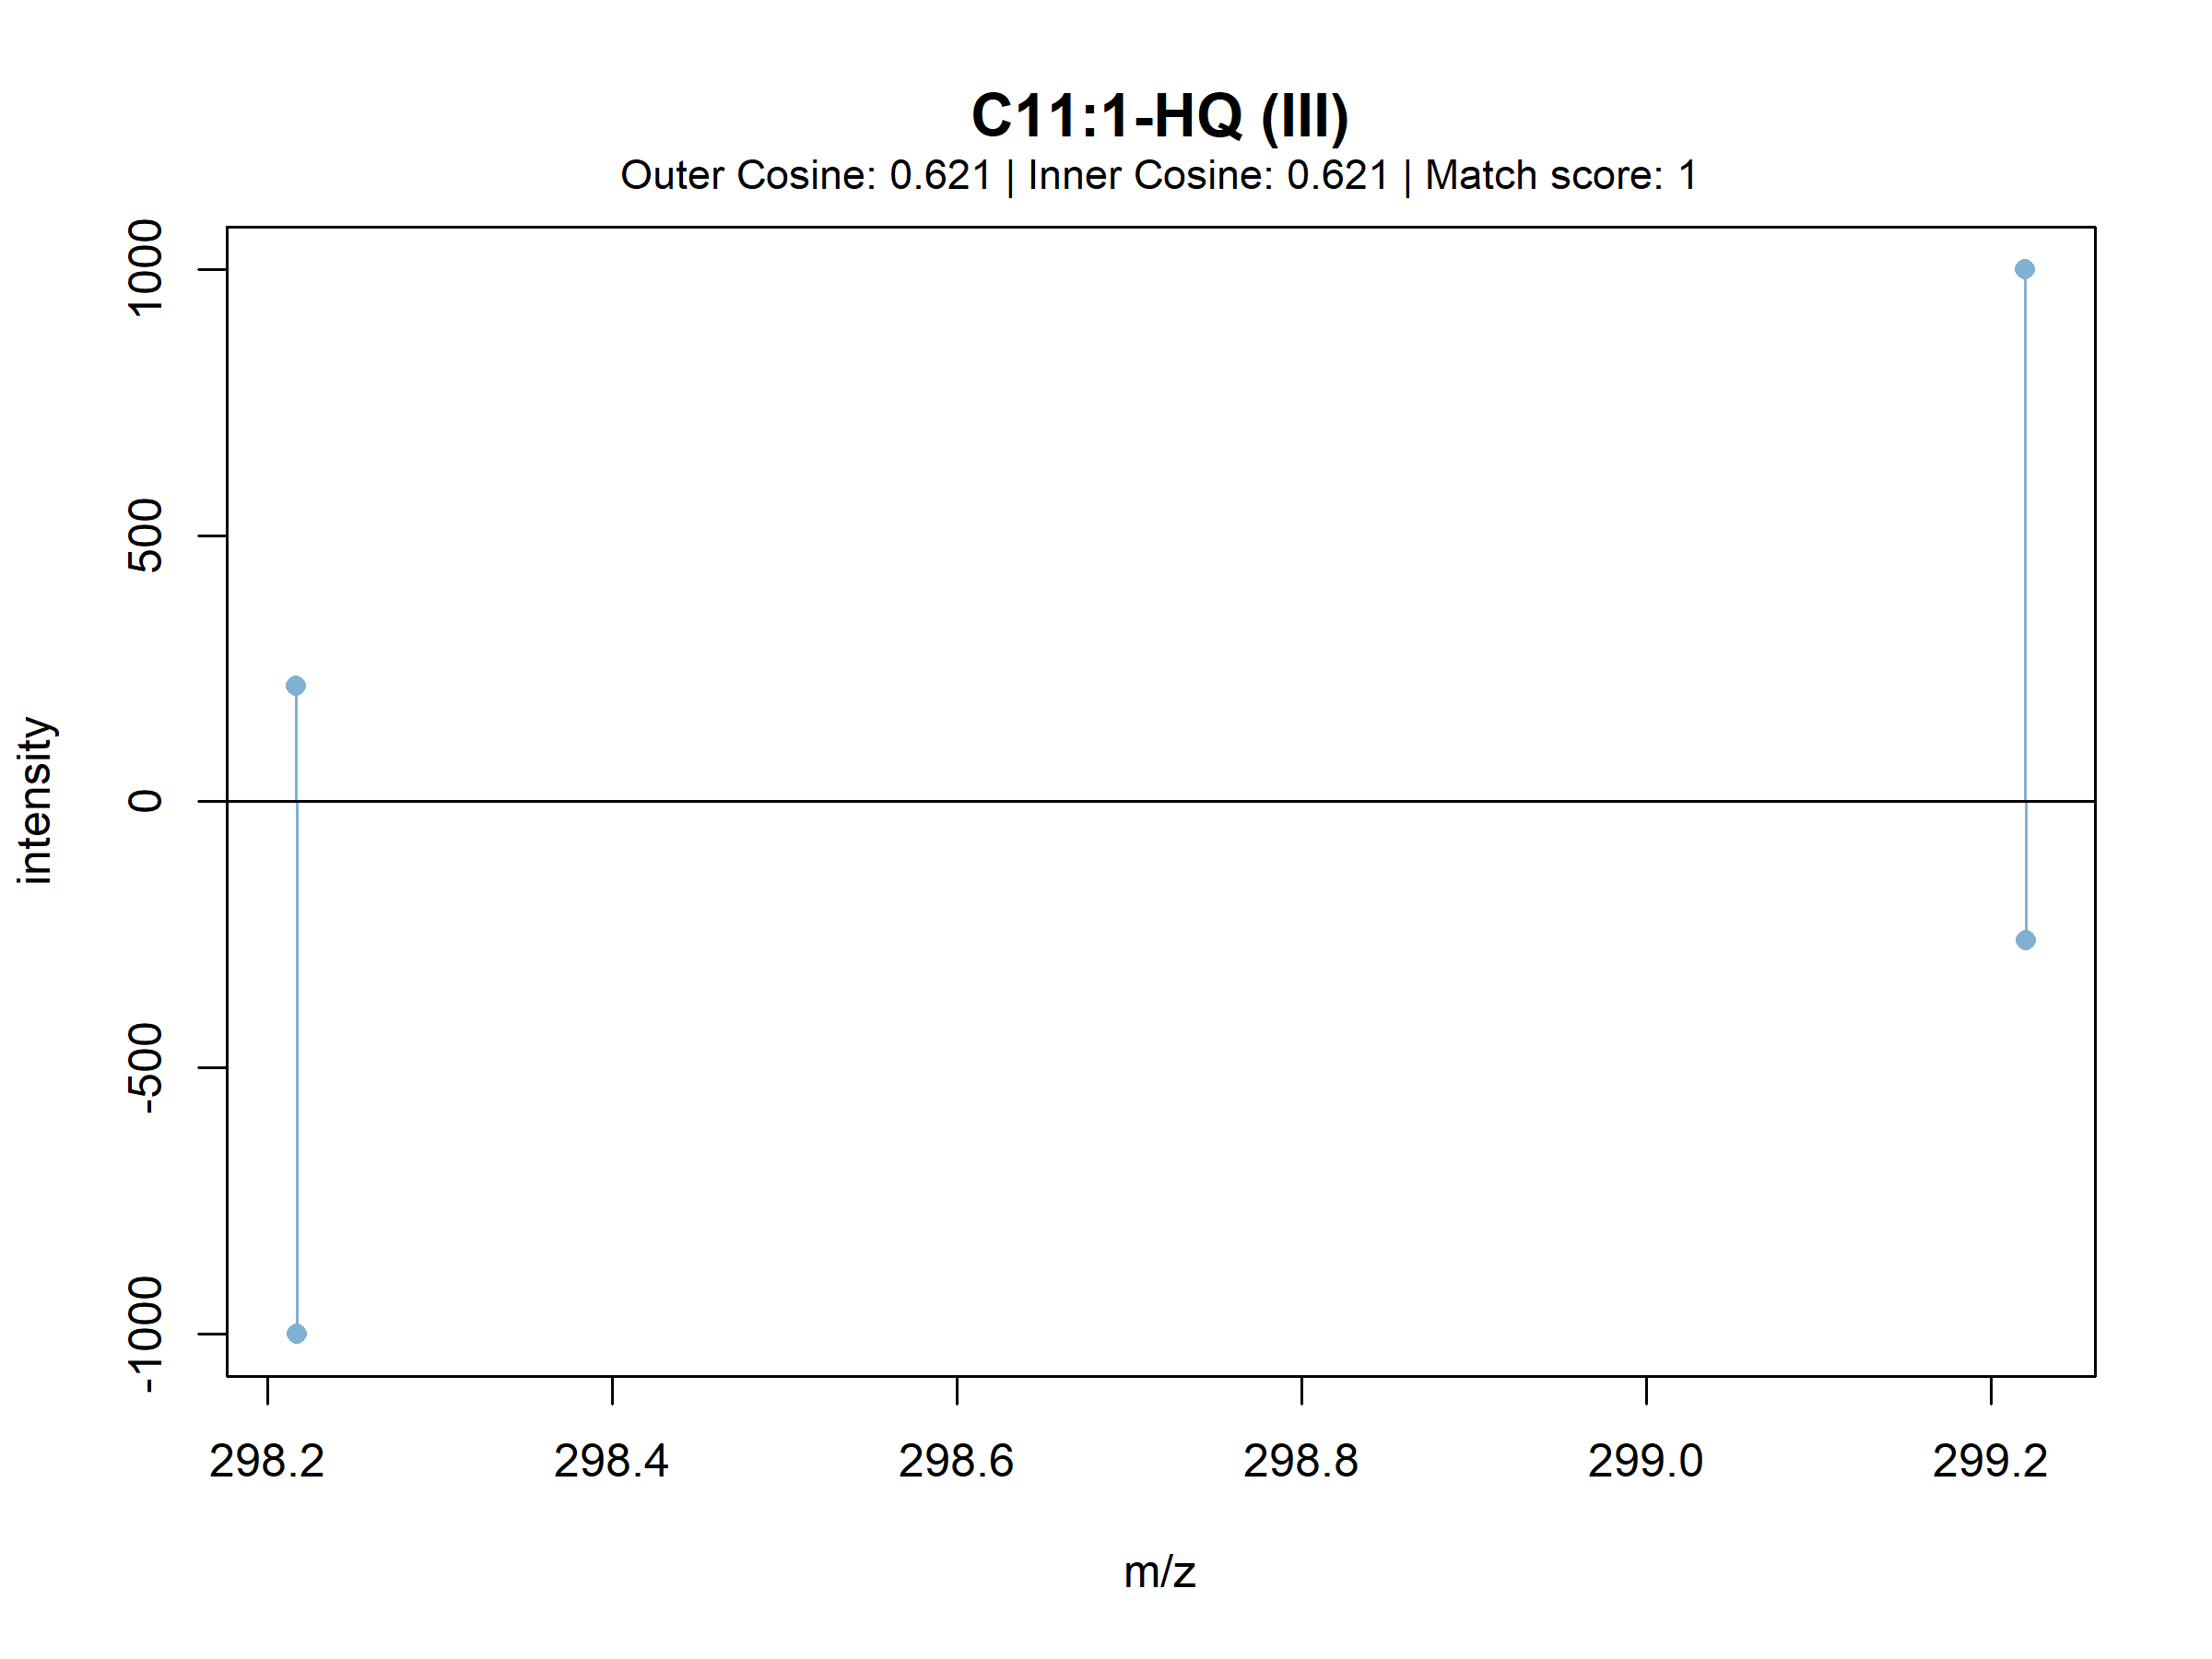 C11:1-HQ (III)
Outer Cosine: 0.621 | Inner Cosine: 0.621 | Match score: 1
1000
500
0
-500
-1000
intensity
298.2 298.4 298.6 298.8 299.0 299.2
m/z